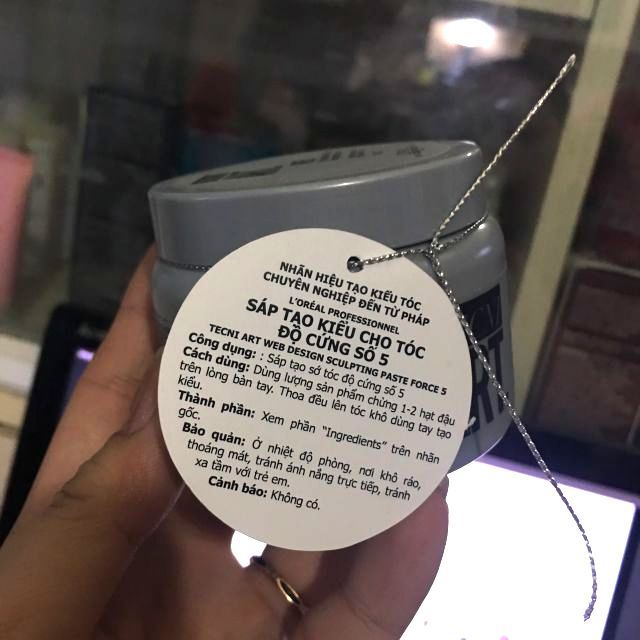 NHÃN HIỆU TẠO KIỂU TÓC
CHUYÊN NGHIỆP ĐẾN TỪ PHÁP
L'ORÉAL PROFESSIONNEL
SÁP TẠO KIỂU CHO TÓC
ĐỘ CỨNG SỐ 5
TECNI ART WEB DESIGN SCULPTING PASTE FORCE 5
Công dụng: : Sáp tạo sớ tóc độ cứng số 5
Cách dùng: Dùng lượng sản phẩm chừng 1-2 hạt đậu
trên lòng bàn tay. Thoa đều lên tóc khô dùng tay tạo
kiểu.
Thành phần: Xem phần "Ingredients" trên nhãn
gốc.
Bảo quản: Ở nhiệt độ phòng, nơi khô ráo,
thoáng mát, tránh ánh nắng trực tiếp, tránh
xa tầm với trẻ em.
Cảnh báo: Không có.